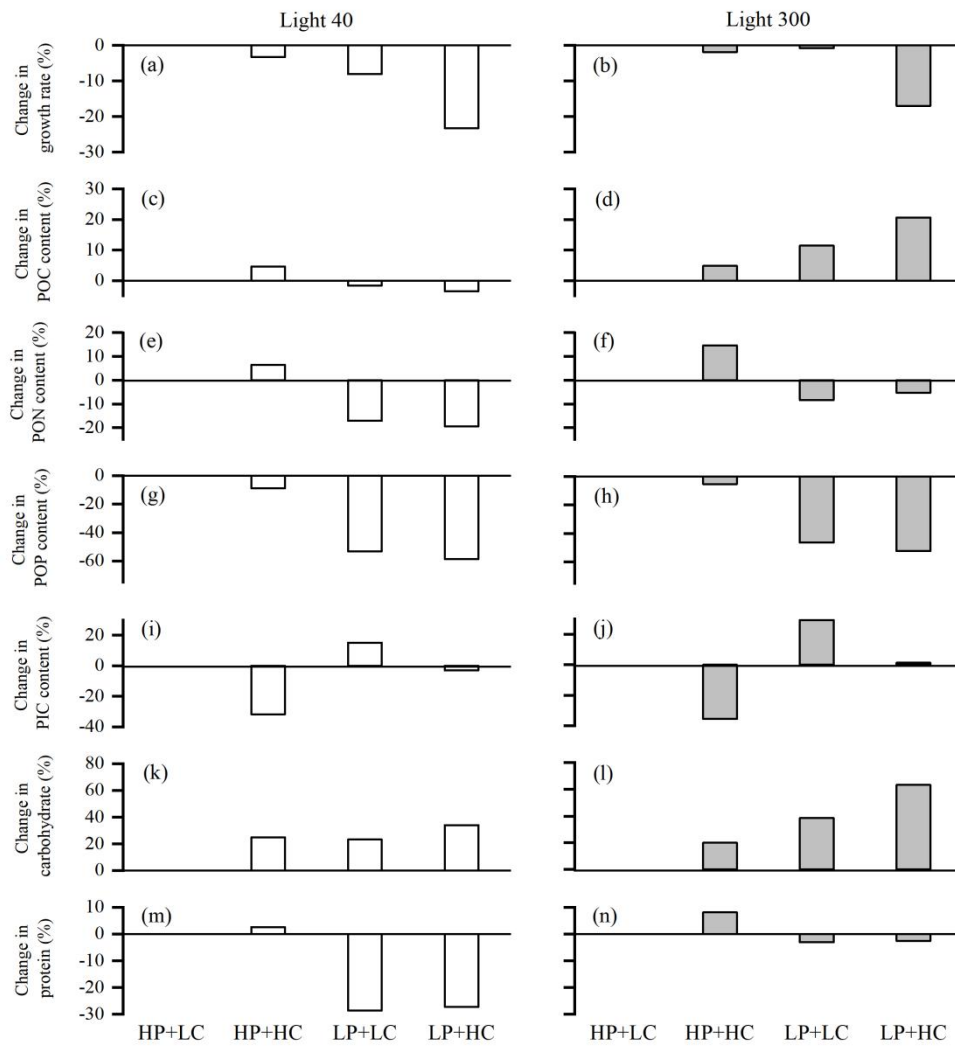 Light 40 Light 300
(a) (b)
Change in
growth rate (%)
0
-10
-20
-30
(c) (d)
Change in
POC content (%)
30
20
10
0
(e) (f)
Change in
PON content (%)
20
10
0
-10
-20
(g) (h)
Change in
POP content (%)
0
-20
-40
-60
(i) (j)
Change in
PIC content (%)
20
0
-20
-40
(k) (l)
Change in
carbohydrate (%)
80
60
40
20
0
(m) (n)
Change in
protein (%)
10
0
-10
-20
-30
HP+LC HP+HC LP+LC LP+HC HP+LC HP+HC LP+LC LP+HC